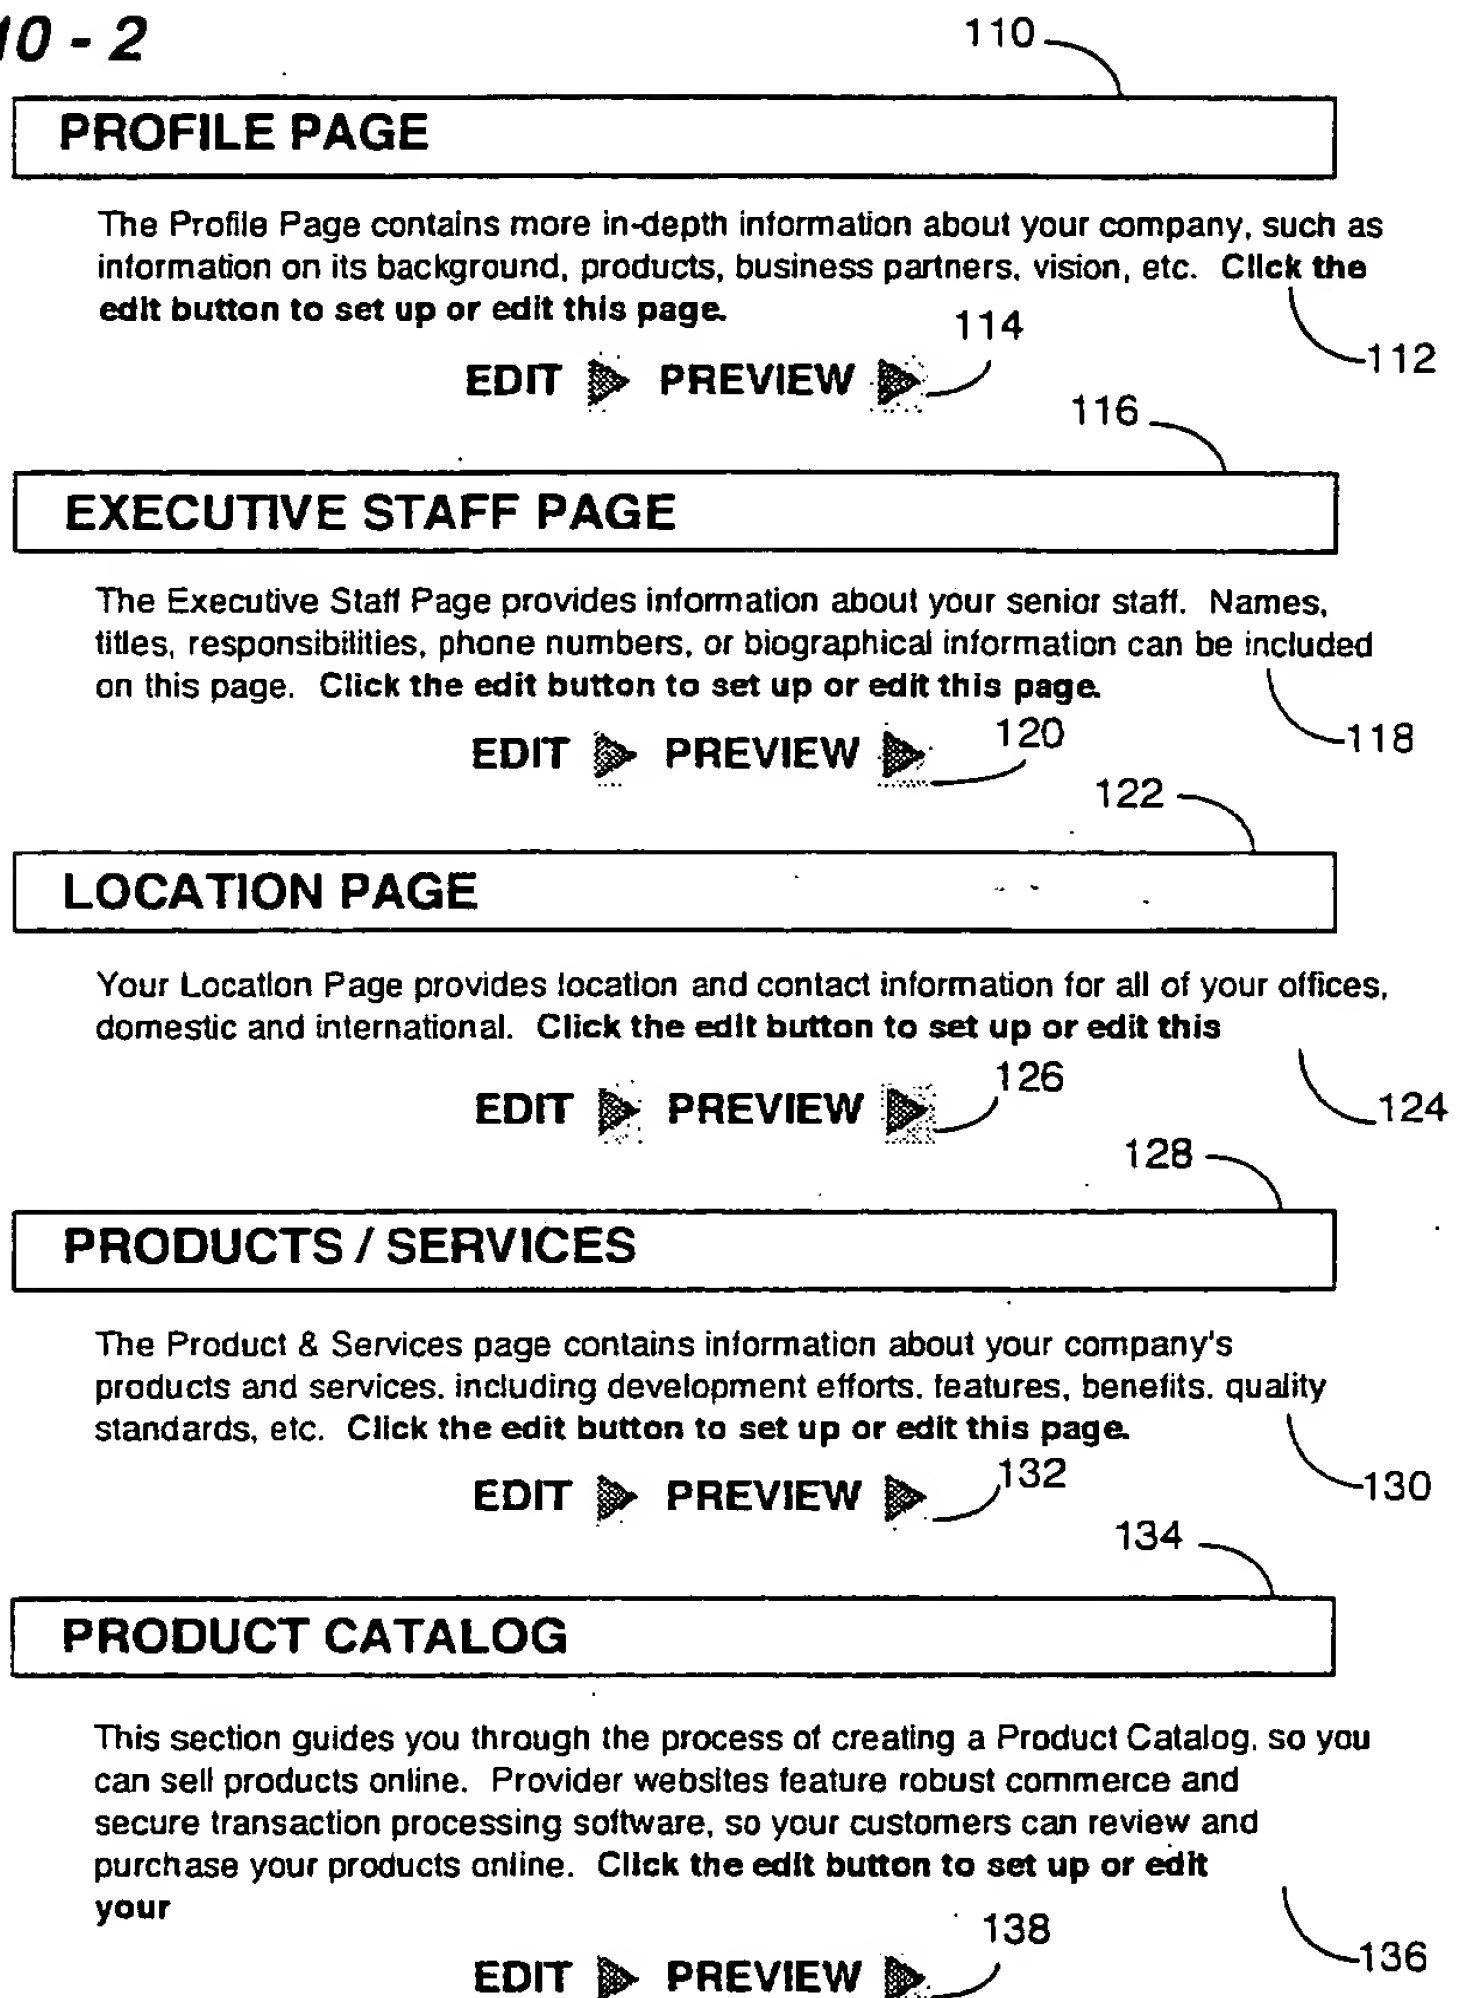 10 - 2
110
PROFILE PAGE
The Profile Page contains more in-depth information about your company, such as
information on its background, products, business partners, vision, etc. Click the
edit button to set up or edit this page.
114
112
EDIT PREVIEW
116
EXECUTIVE STAFF PAGE
The Executive Staff Page provides information about your senior staff. Names,
titles, responsibilities, phone numbers, or biographical information can be included
on this page. Click the edit button to set up or edit this page.
120
118
EDIT PREVIEW
122
LOCATION PAGE
Your Location Page provides location and contact information for all of your offices,
domestic and international. Click the edit button to set up or edit this
126
124
EDIT PREVIEW
128
PRODUCTS / SERVICES
The Product & Services page contains information about your company's
products and services, including development efforts, features, benefits, quality
standards, etc. Click the edit button to set up or edit this page.
132
130
EDIT PREVIEW
134
PRODUCT CATALOG
This section guides you through the process of creating a Product Catalog, so you
can sell products online. Provider websites feature robust commerce and
secure transaction processing software, so your customers can review and
purchase your products online. Click the edit button to set up or edit
your
138
136
EDIT PREVIEW